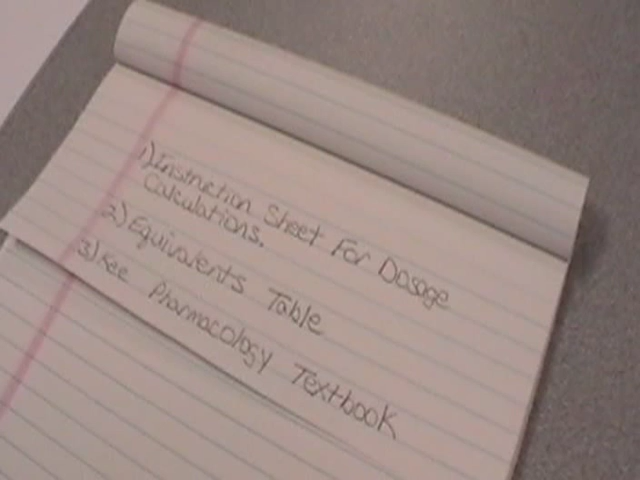 1) Instruction Sheet For Dosage
Calculations.
2) Equivalents Table
3) Kee Pharmacology Textbook